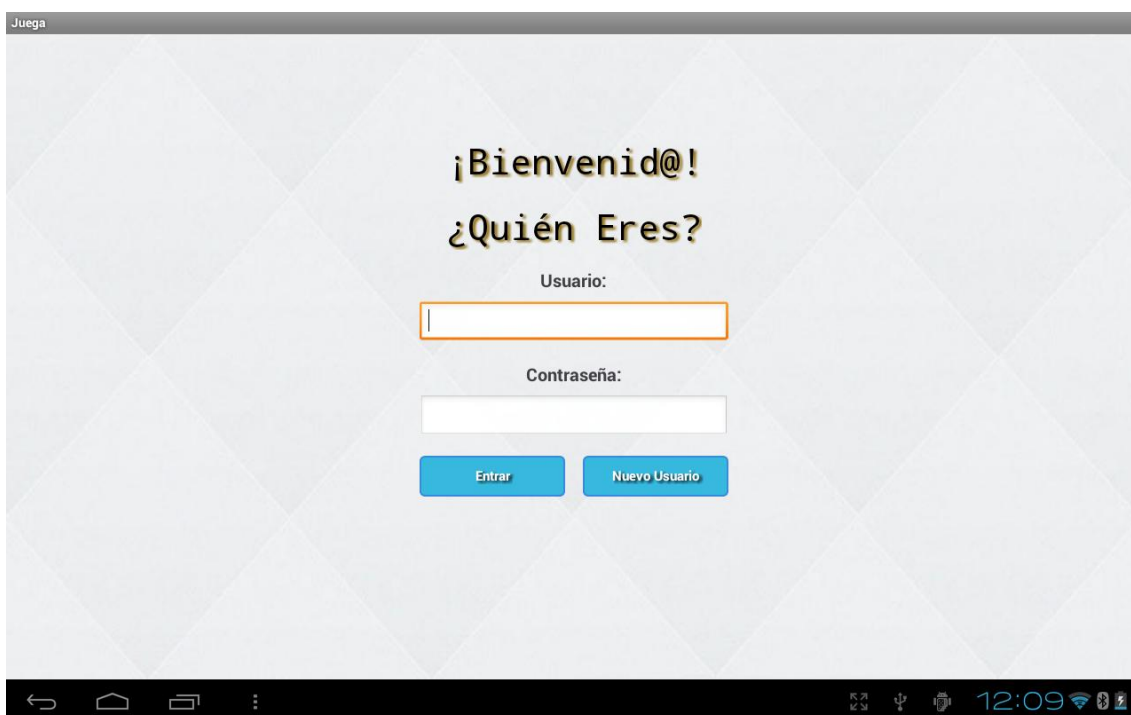 Juega
¡Bienvenid@!
¿Quién Eres?
Usuario:
Contraseña:
Entrar
Nuevo Usuario
12:09